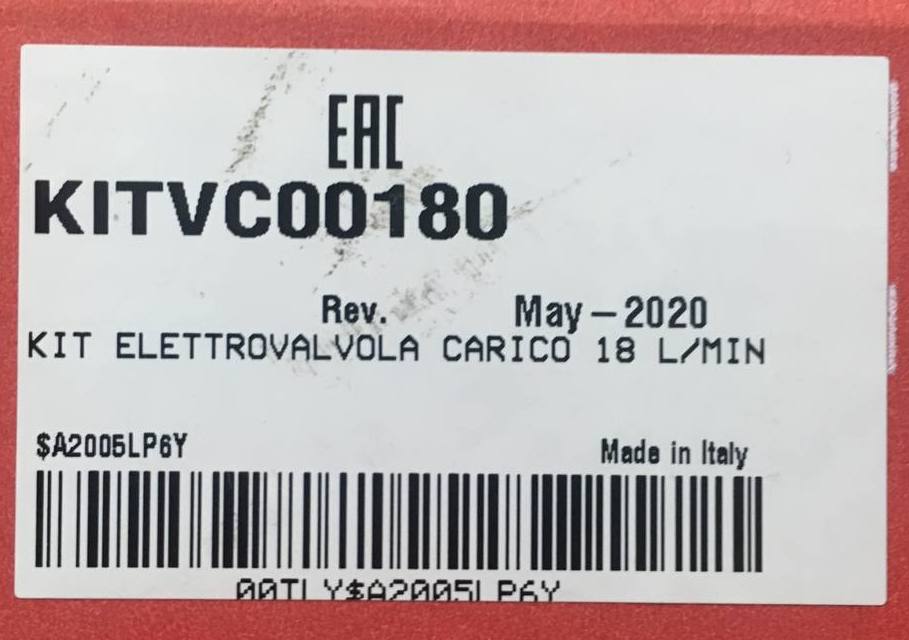 EAC
KITVC00180
Rev. May-2020
KIT ELETTROVALVOLA CARICO 18 L/MIN
$A2005LP6Y Made in Italy
00TLY$A2005LP6Y